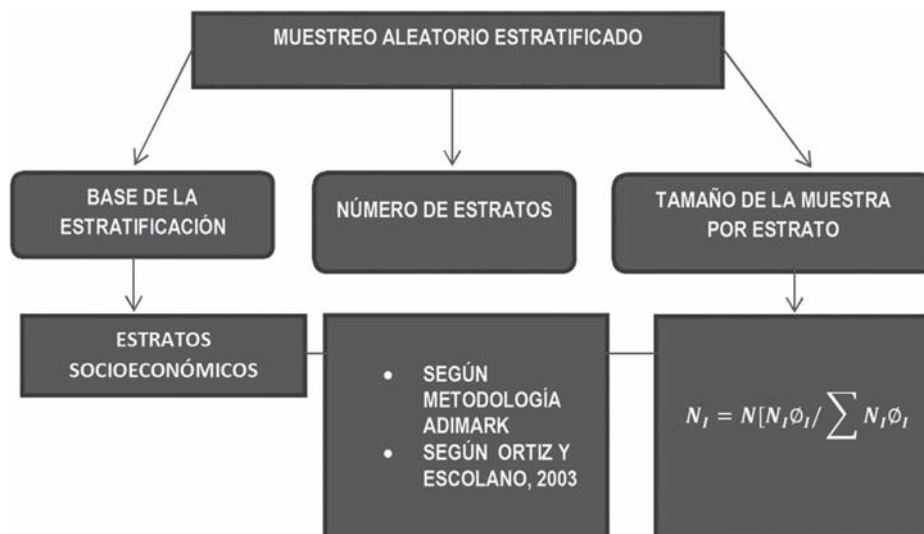 MUESTREO ALEATORIO ESTRATIFICADO
BASE DE LA
ESTRATIFICACIÓN
NÚMERO DE ESTRATOS
TAMAÑO DE LA MUESTRA
POR ESTRATO
ESTRATOS
SOCIOECONÓMICOS
• SEGÚN
METODOLOGÍA
ADIMARK
• SEGÚN ORTIZ Y
ESCOLANO, 2003
N_I = N[N_I∅_I/ ∑ N_I∅_I